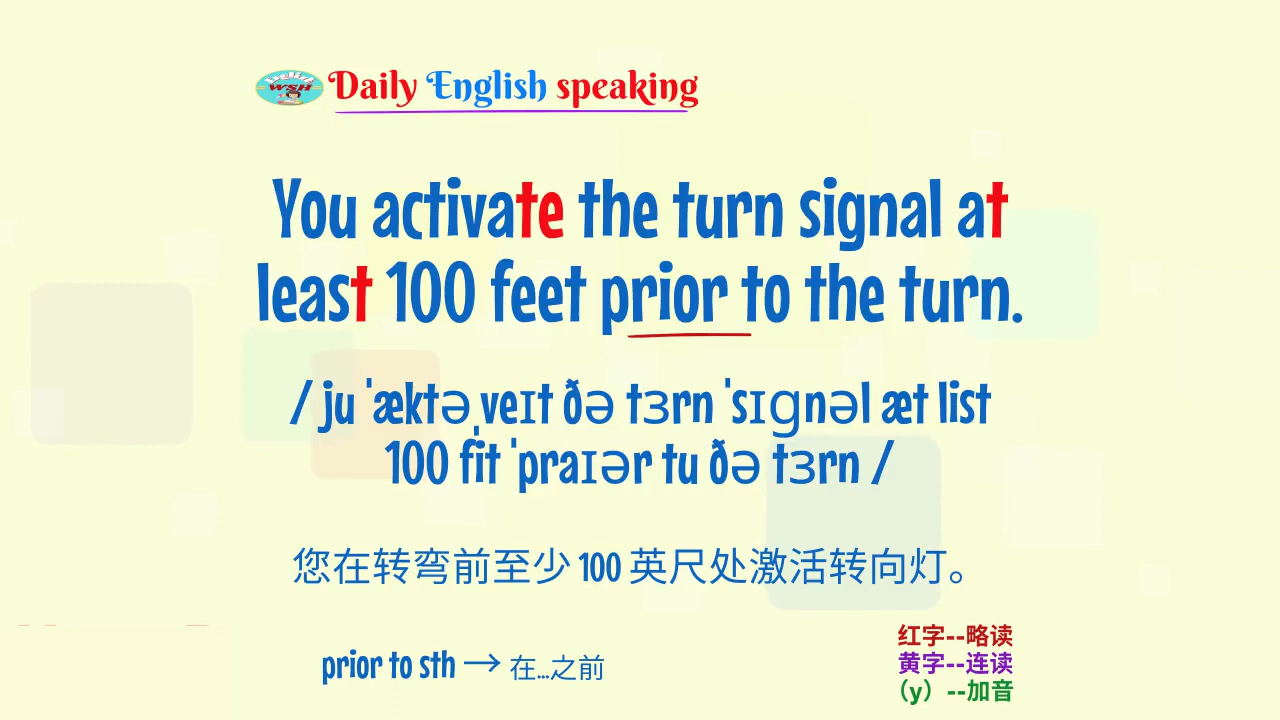 WSH
Daily English speaking
You activate the turn signal at
least 100 feet prior to the turn.
/ ju ˈæktəˌveɪt ðə tɜrn ˈsɪgnəl æt list
100 fit ˈpraɪər tu ðə tɜrn /
您在转弯前至少 100 英尺处激活转向灯。
prior to sth → 在...之前
红字--略读
黄字--连读
（y）--加音